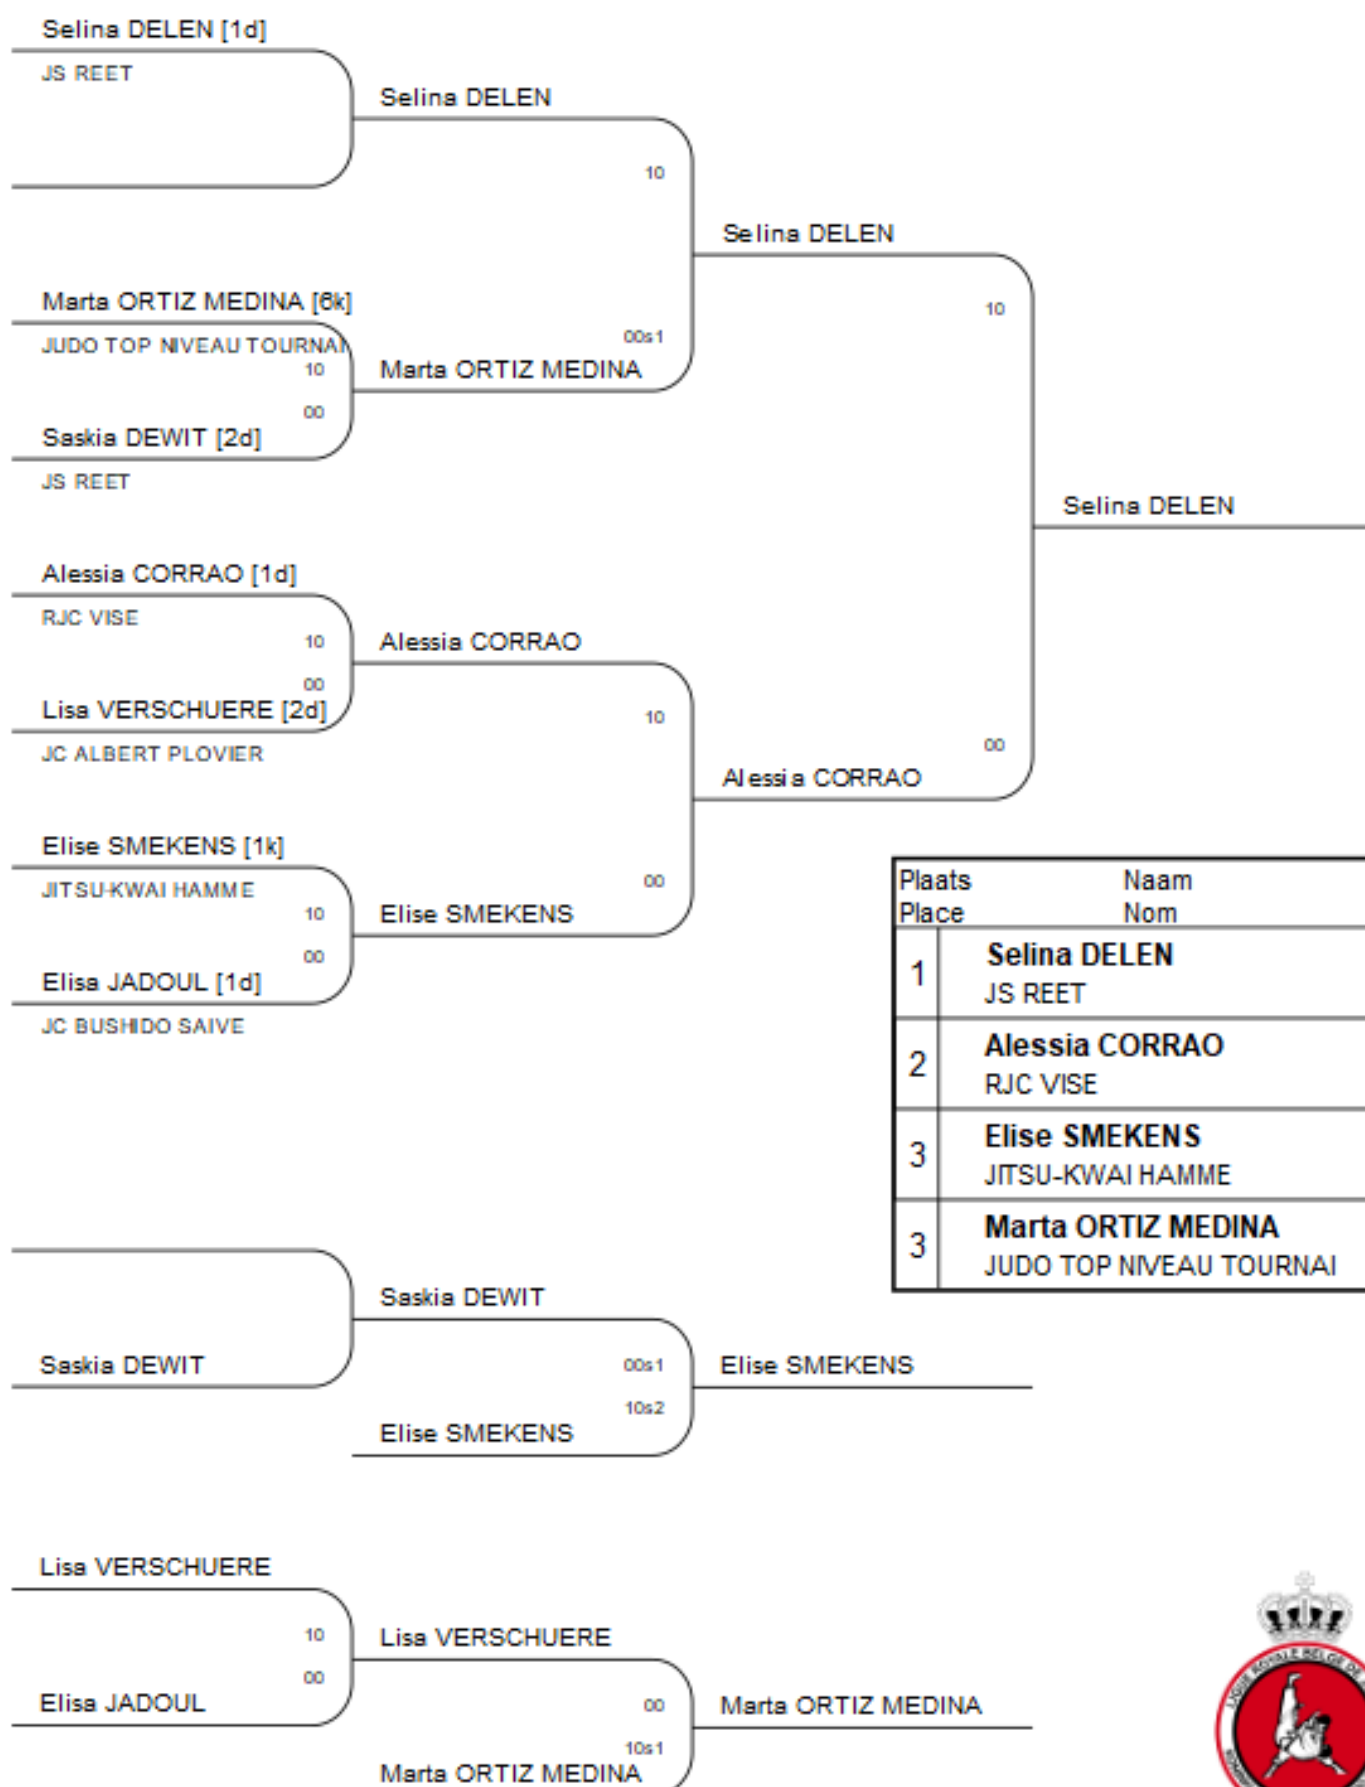 Selina DELEN [1d]
JS REET
Selina DELEN
10
Selina DELEN
10
Marta ORTIZ MEDINA [6k]
JUDO TOP NIVEAU TOURNAI
10
00s1
Marta ORTIZ MEDINA
00
Saskia DEWIT [2d]
JS REET
Selina DELEN
Alessia CORRAO [1d]
RJC VISE
10
Alessia CORRAO
00
Lisa VERSCHUERE [2d]
JC ALBERT PLOVIER
10
00
Alessia CORRAO
Elise SMEKENS [1k]
JITSU-KWAI HAMME
10
00
Elise SMEKENS
00
Elisa JADOUL [1d]
JC BUSHIDO SAIVE
Plaats Naam
Place Nom
1 Selina DELEN
JS REET
2 Alessia CORRAO
RJC VISE
3 Elise SMEKENS
JITSU-KWAI HAMME
3 Marta ORTIZ MEDINA
JUDO TOP NIVEAU TOURNAI
Saskia DEWIT
Saskia DEWIT
00s1
Elise SMEKENS
10s2
Elise SMEKENS
Lisa VERSCHUERE
10
Lisa VERSCHUERE
00
Elisa JADOUL
00
Marta ORTIZ MEDINA
10s1
Marta ORTIZ MEDINA
LIGUE ROYALE BELGE DE